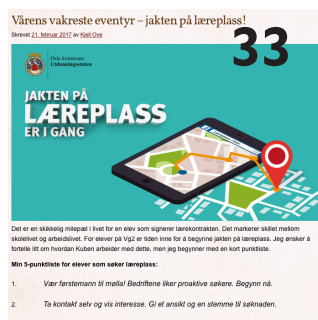 Vårens vakreste eventyr – jakten på læreplass!
Skrevet 21. februar 2017 av Kjell Ove
33
Oslo kommune
Utdanningsetaten
JAKTEN PÅ
LÆREPLASS
ER I GANG
Det er en skikkelig milepæl i livet for en elev som signerer lærekontrakten. Det markerer skillet mellom
skolelivet og arbeidslivet. For elever på Vg2 er tiden inne for å begynne jakten på læreplass. Jeg ønsker å
fortelle litt om hvordan Kuben arbeider med dette, men jeg begynner med en kort punktliste.
Min 5-punktliste for elever som søker læreplass:
1. Vær førstemann til mølla! Bedriftene liker proaktive søkere. Begynn nå.
2. Ta kontakt selv og vis interesse. Gi et ansikt og en stemme til søknaden.